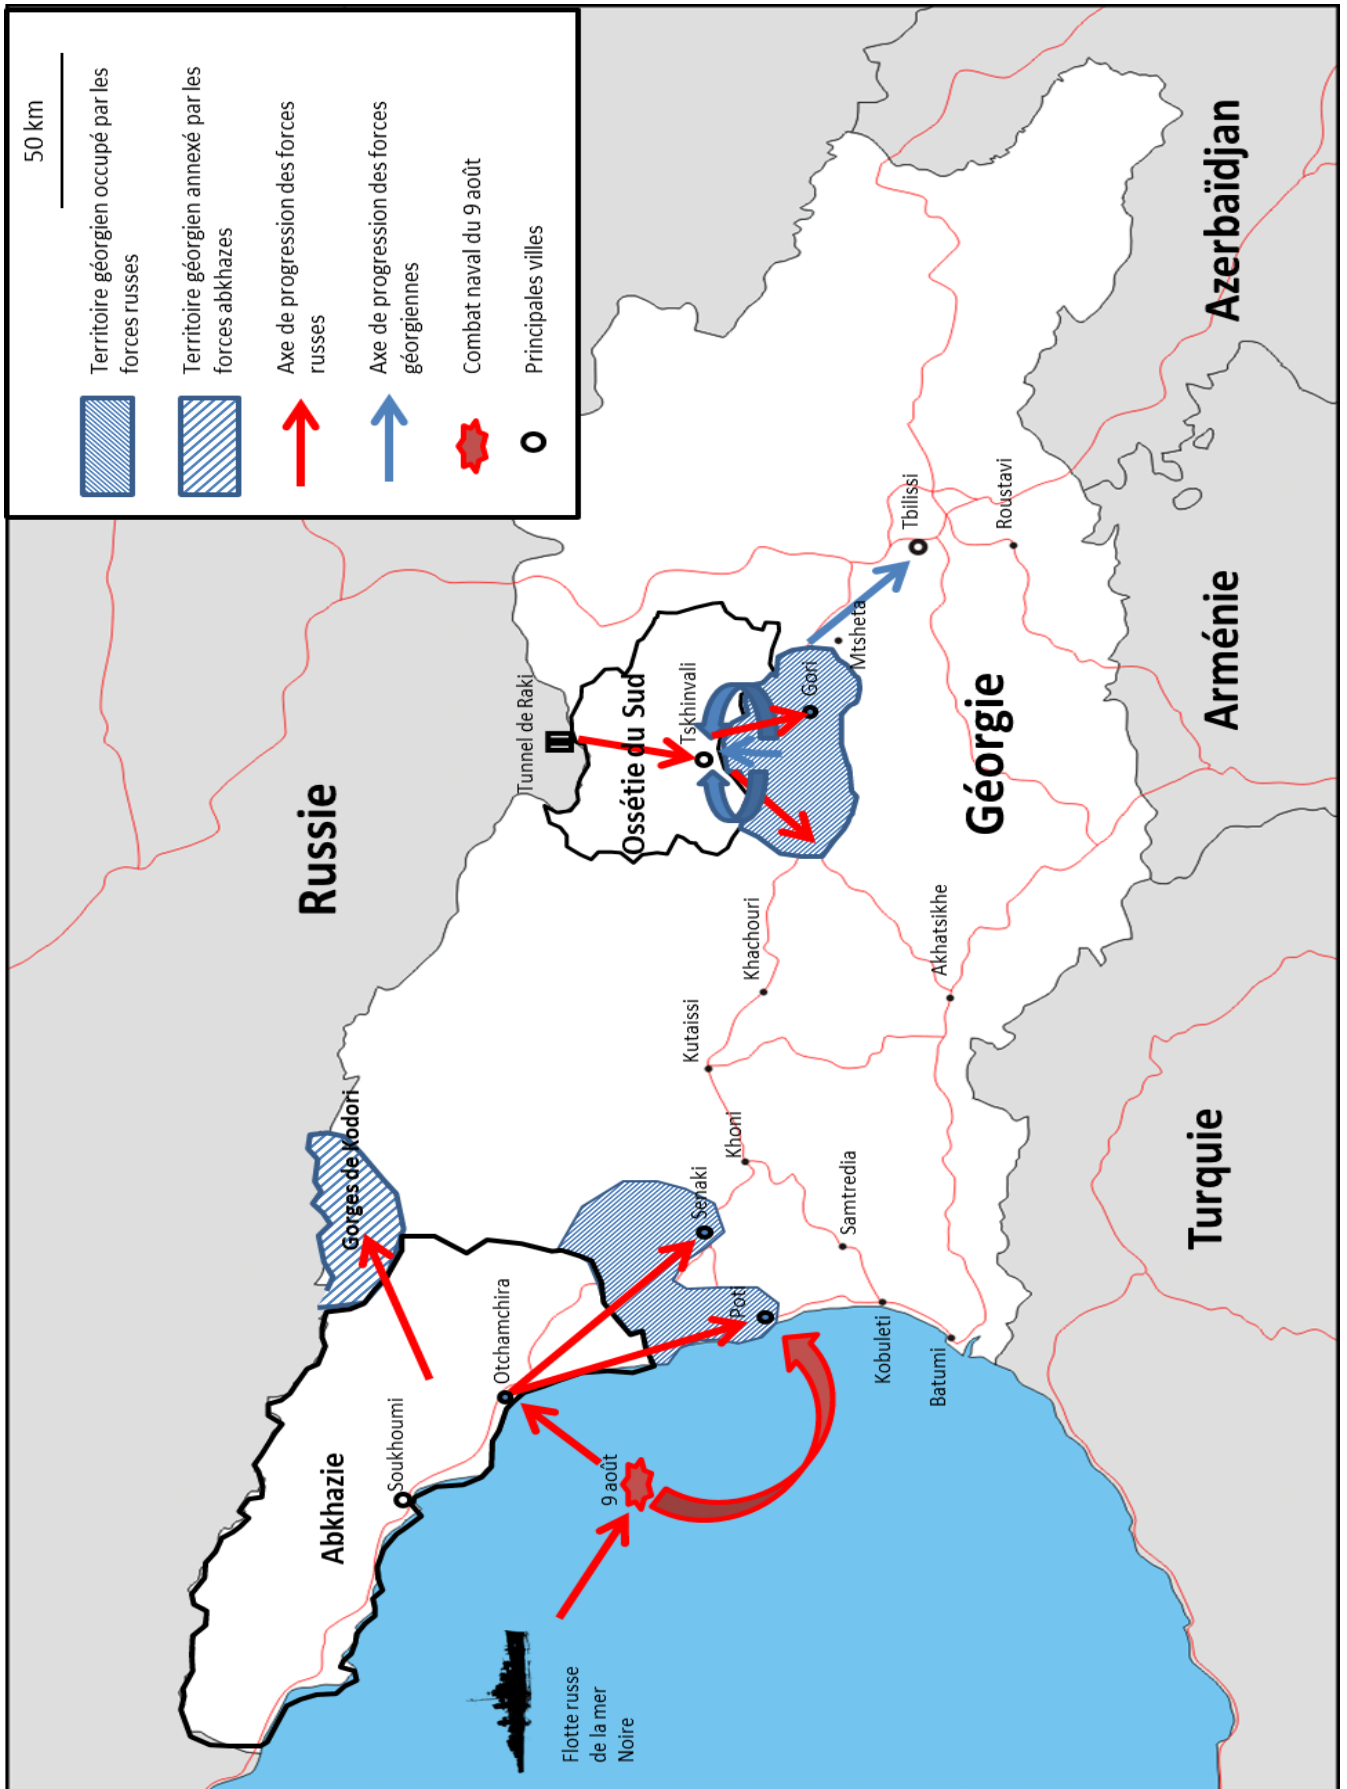 50 km
Territoire géorgien occupé par les
forces russes
Territoire géorgien annexé par les
forces abkhazes
Axe de progression des forces
russes
Axe de progression des forces
géorgiennes
Combat naval du 9 août
Principales villes
Russie
Gorges de Kodori
Abkhazie
Soukhoumi
Otchamchira
9 août
Flotte russe
de la mer
Noire
Tunnel de Raki
Ossétie du Sud
Tskhinvali
Gori
Mtsheta
Tbilissi
Roustavi
Géorgie
Senaki
Poti
Khoni
Kutaissi
Khachouri
Samtredia
Kobuleti
Batumi
Akhatsikhe
Turquie
Arménie
Azerbaïdjan